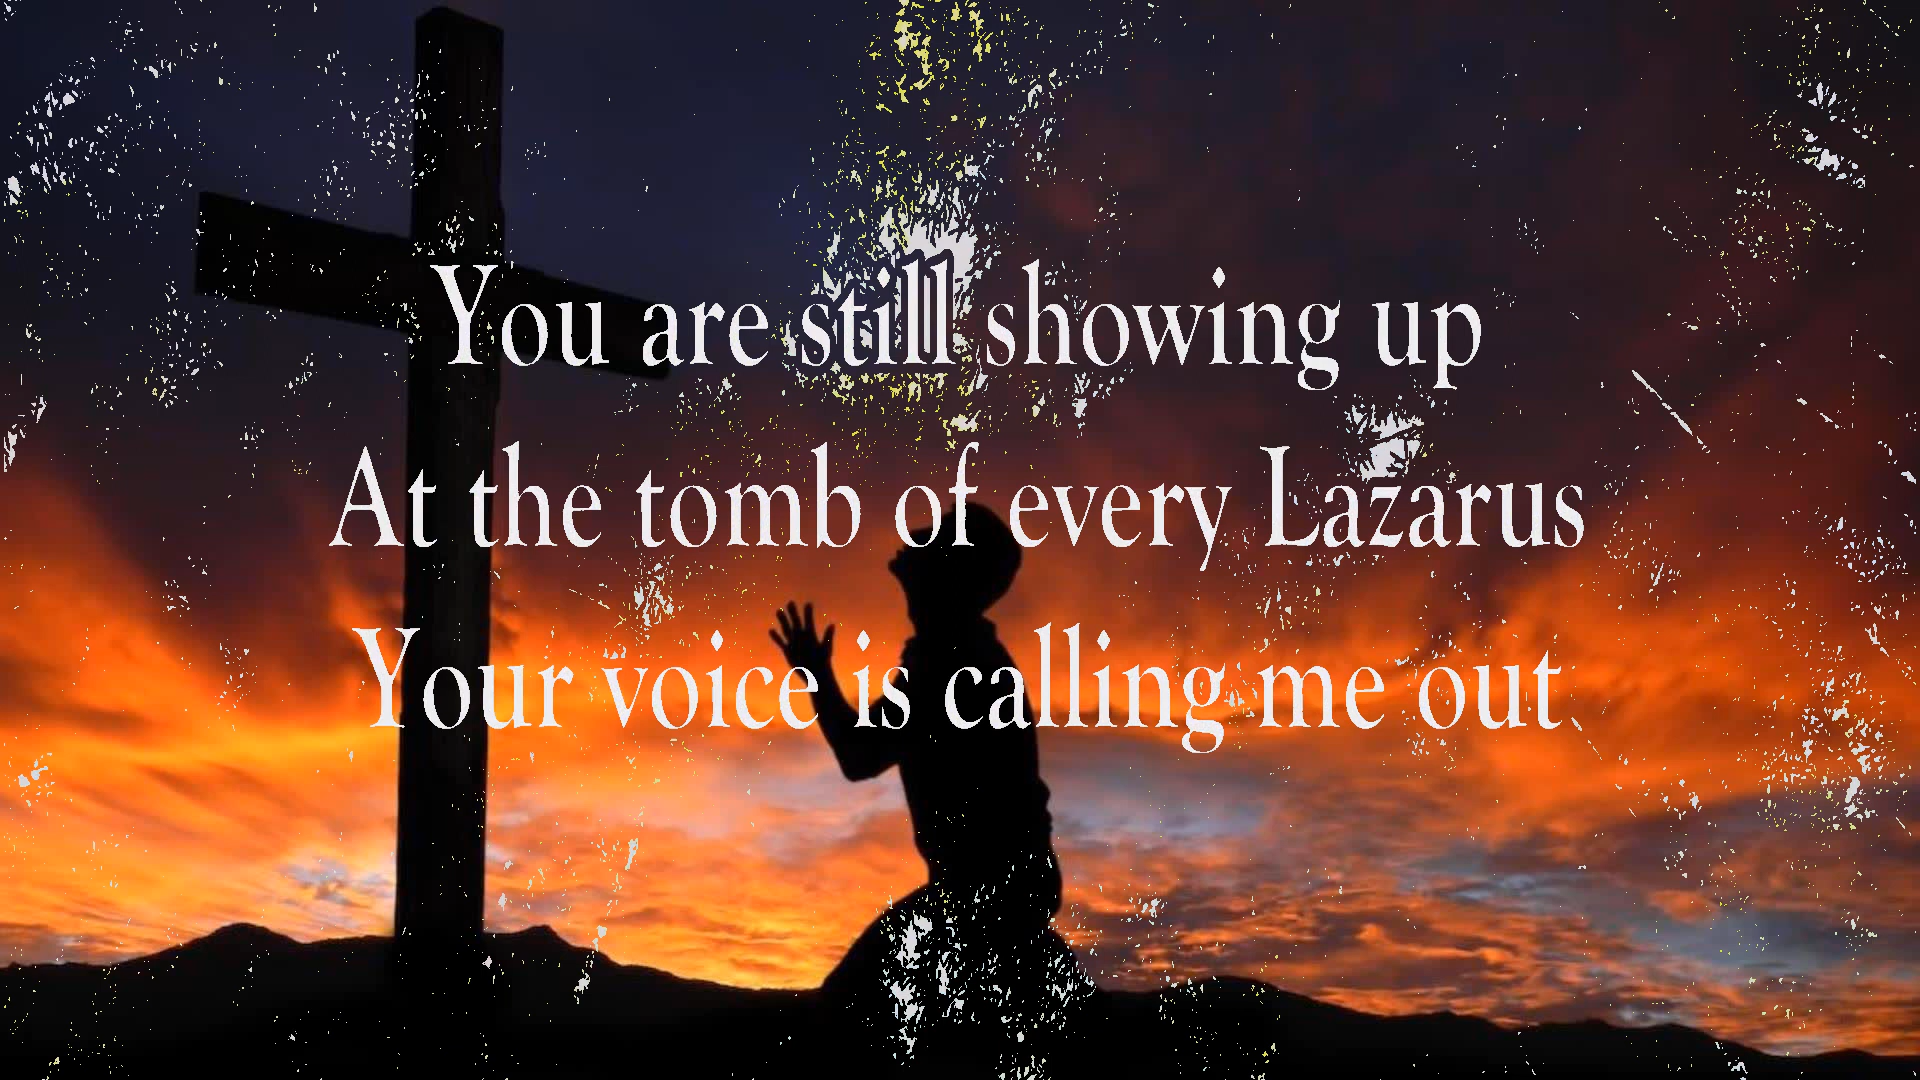 You are still showing up
At the tomb of every Lazarus
Your voice is calling me out